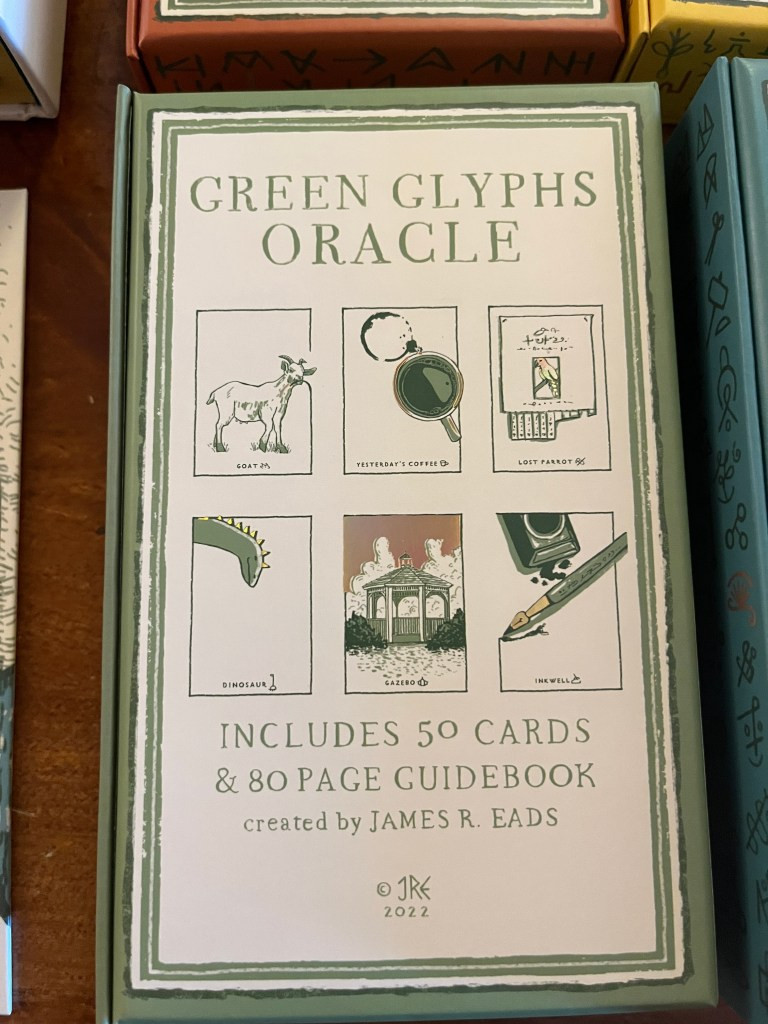 GREEN GLYPHS
ORACLE
GOAT
YESTERDAY'S COFFEE
LOST PARROT
DINOSAUR
GAZEBO
INKWELL
INCLUDES 50 CARDS
& 80 PAGE GUIDEBOOK
created by JAMES R. EADS
© JRE
2022